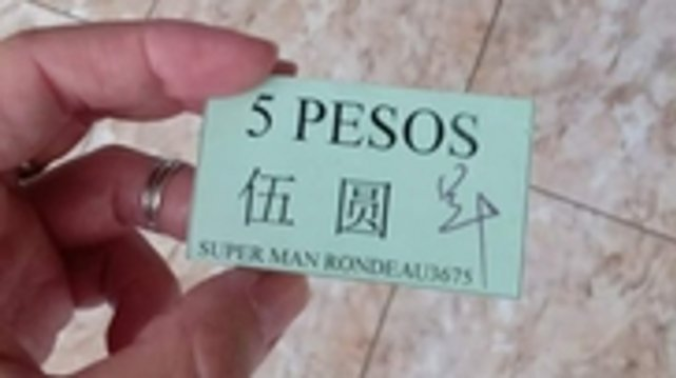 5 PESOS
伍 圆
SUPER MAN RONDEAU3675